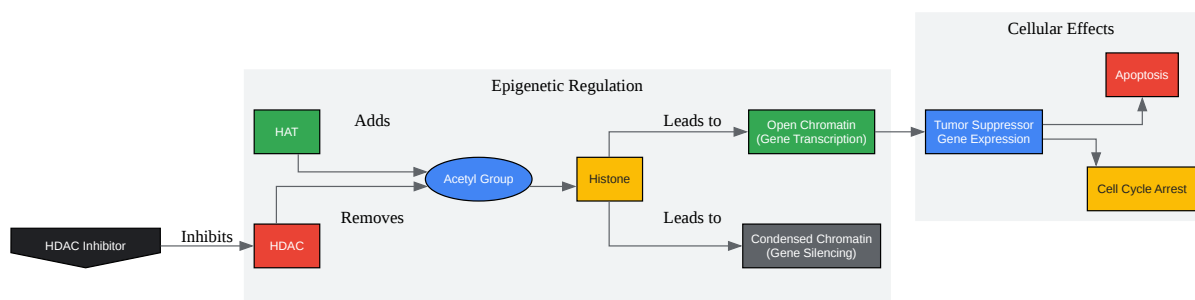 Cellular Effects
Epigenetic Regulation
Apoptosis
HAT
Adds
Leads to
Open Chromatin
(Gene Transcription)
Tumor Suppressor
Gene Expression
Acetyl Group
Histone
Cell Cycle Arrest
Removes
Leads to
HDAC Inhibitor
Inhibits
HDAC
Condensed Chromatin
(Gene Silencing)